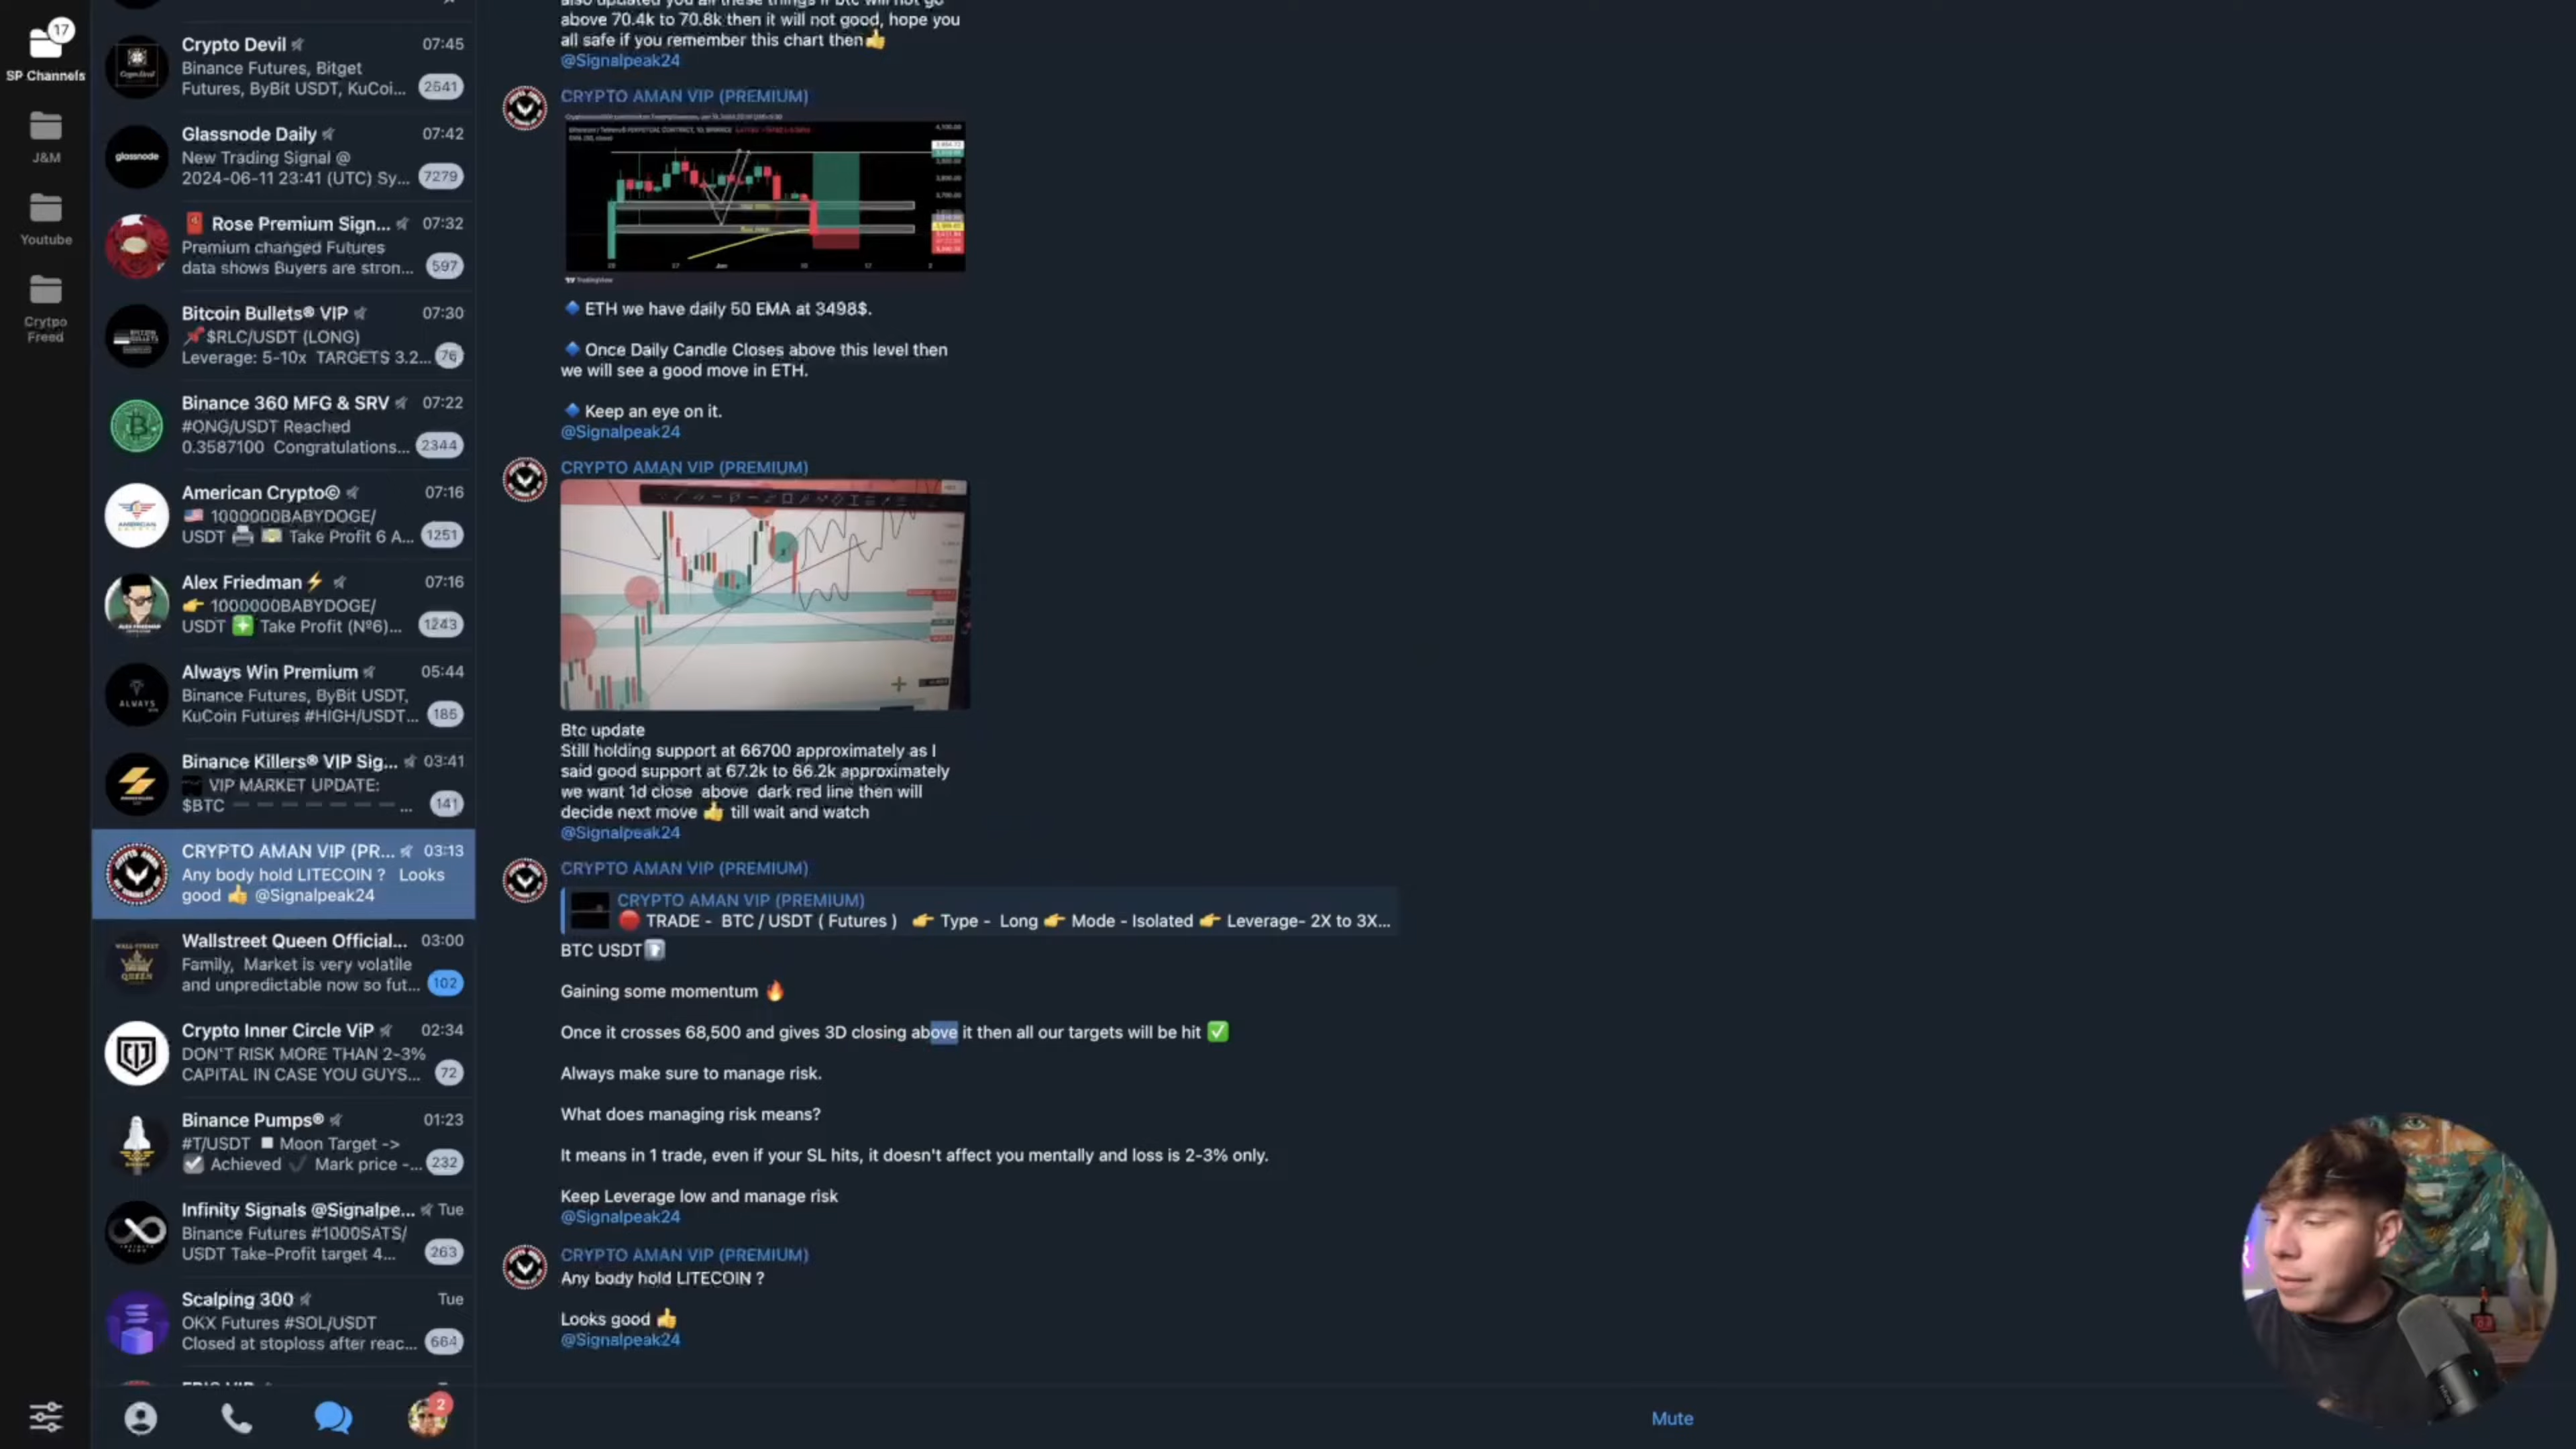 17
SP Channels
J&M
Youtube
Crytpo
Freed
Crypto Devil 07:45
Binance Futures, Bitget
Futures, ByBit USDT, KuCoi... 2641
Glassnode Daily 07:42
glassnode
New Trading Signal @
2024-06-11 23:41 (UTC) Sy... 7279
Rose Premium Sign... 07:32
Premium changed Futures
data shows Buyers are stron... 597
Bitcoin Bullets® VIP 07:30
📌$RLC/USDT (LONG)
Leverage: 5-10x TARGETS 3.2... 76
Binance 360 MFG & SRV 07:22
#ONG/USDT Reached
0.3587100 Congratulations... 2344
American Crypto© 07:16
🇺🇸 1000000BABYDOGE/
USDT 🖨 💵 Take Profit 6 A... 1251
Alex Friedman⚡ 07:16
👉 1000000BABYDOGE/
USDT ❇️ Take Profit (Nº6)... 1243
Always Win Premium 05:44
ALWAYS
Binance Futures, ByBit USDT,
KuCoin Futures #HIGH/USDT... 185
Binance Killers® VIP Sig... 03:41
VIP MARKET UPDATE:
$BTC — — — — — — ... 141
CRYPTO AMAN VIP (PR... 03:13
Any body hold LITECOIN ? Looks
good 👍 @Signalpeak24
Wallstreet Queen Official... 03:00
WALL STREET
QUEEN
Family, Market is very volatile
and unpredictable now so fut... 102
Crypto Inner Circle ViP 02:34
DON'T RISK MORE THAN 2-3%
CAPITAL IN CASE YOU GUYS... 72
Binance Pumps® 01:23
#T/USDT ◽ Moon Target ->
☑️ Achieved ✔️ Mark price -... 232
Infinity Signals @Signalpe... Tue
Binance Futures #1000SATS/
USDT Take-Profit target 4... 263
Scalping 300 Tue
OKX Futures #SOL/USDT
Closed at stoploss after reac... 664
2
also updated you all these things if btc will not go
above 70.4k to 70.8k then it will not good, hope you
all safe if you remember this chart then👍
@Signalpeak24
CRYPTO AMAN VIP (PREMIUM)
TradingView
🔹 ETH we have daily 50 EMA at 3498$.
🔹 Once Daily Candle Closes above this level then
we will see a good move in ETH.
🔹 Keep an eye on it.
@Signalpeak24
CRYPTO AMAN VIP (PREMIUM)
Btc update
Still holding support at 66700 approximately as I
said good support at 67.2k to 66.2k approximately
we want 1d close above dark red line then will
decide next move 👍 till wait and watch
@Signalpeak24
CRYPTO AMAN VIP (PREMIUM)
CRYPTO AMAN VIP (PREMIUM)
🔴 TRADE - BTC / USDT ( Futures ) 👉 Type - Long 👉 Mode - Isolated 👉 Leverage- 2X to 3X...
BTC USDT
Gaining some momentum 🔥
Once it crosses 68,500 and gives 3D closing above it then all our targets will be hit ✅
Always make sure to manage risk.
What does managing risk means?
It means in 1 trade, even if your SL hits, it doesn't affect you mentally and loss is 2-3% only.
Keep Leverage low and manage risk
@Signalpeak24
CRYPTO AMAN VIP (PREMIUM)
Any body hold LITECOIN ?
Looks good 👍
@Signalpeak24
Mute